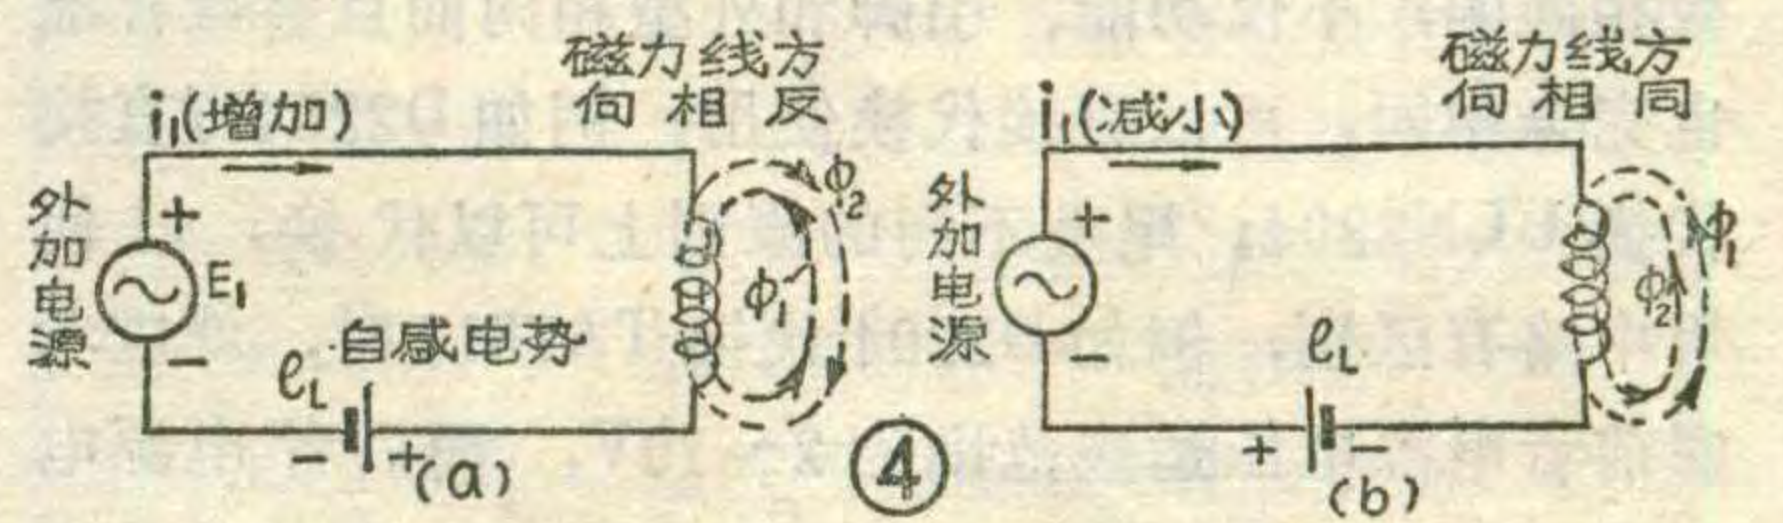 磁力线方
向相反
i₁(增加)
外加电源
+
E₁
−
自感电势
e_L
−
+
(a)
ϕ₁
ϕ₂
④
磁力线方
向相同
i₁(减小)
外加电源
+
−
e_L
+
−
(b)
ϕ₂
ϕ₁